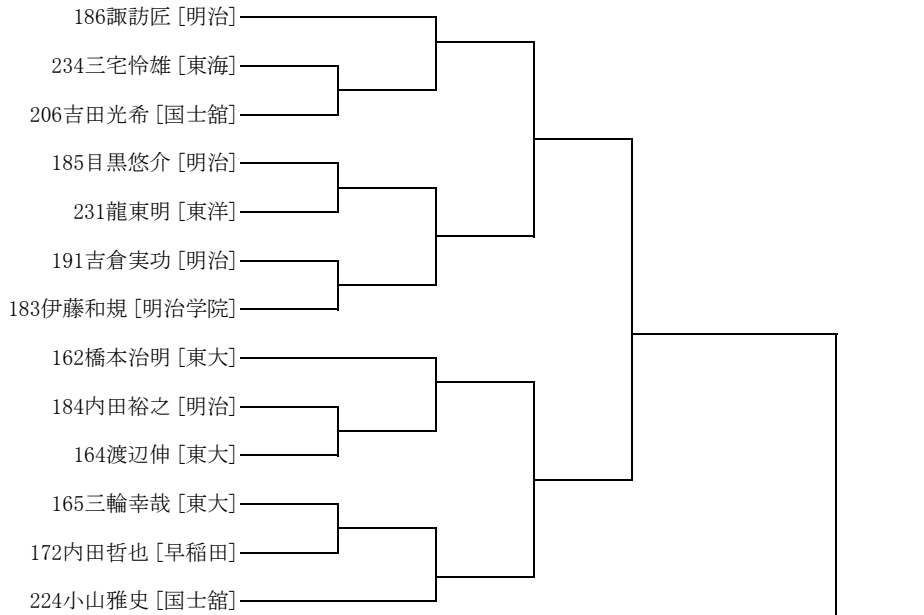 186諏訪匠 [明治]
234三宅怜雄 [東海]
206吉田光希 [国士舘]
185目黒悠介 [明治]
231龍東明 [東洋]
191吉倉実功 [明治]
183伊藤和規 [明治学院]
162橋本治明 [東大]
184内田裕之 [明治]
164渡辺伸 [東大]
165三輪幸哉 [東大]
172内田哲也 [早稲田]
224小山雅史 [国士舘]